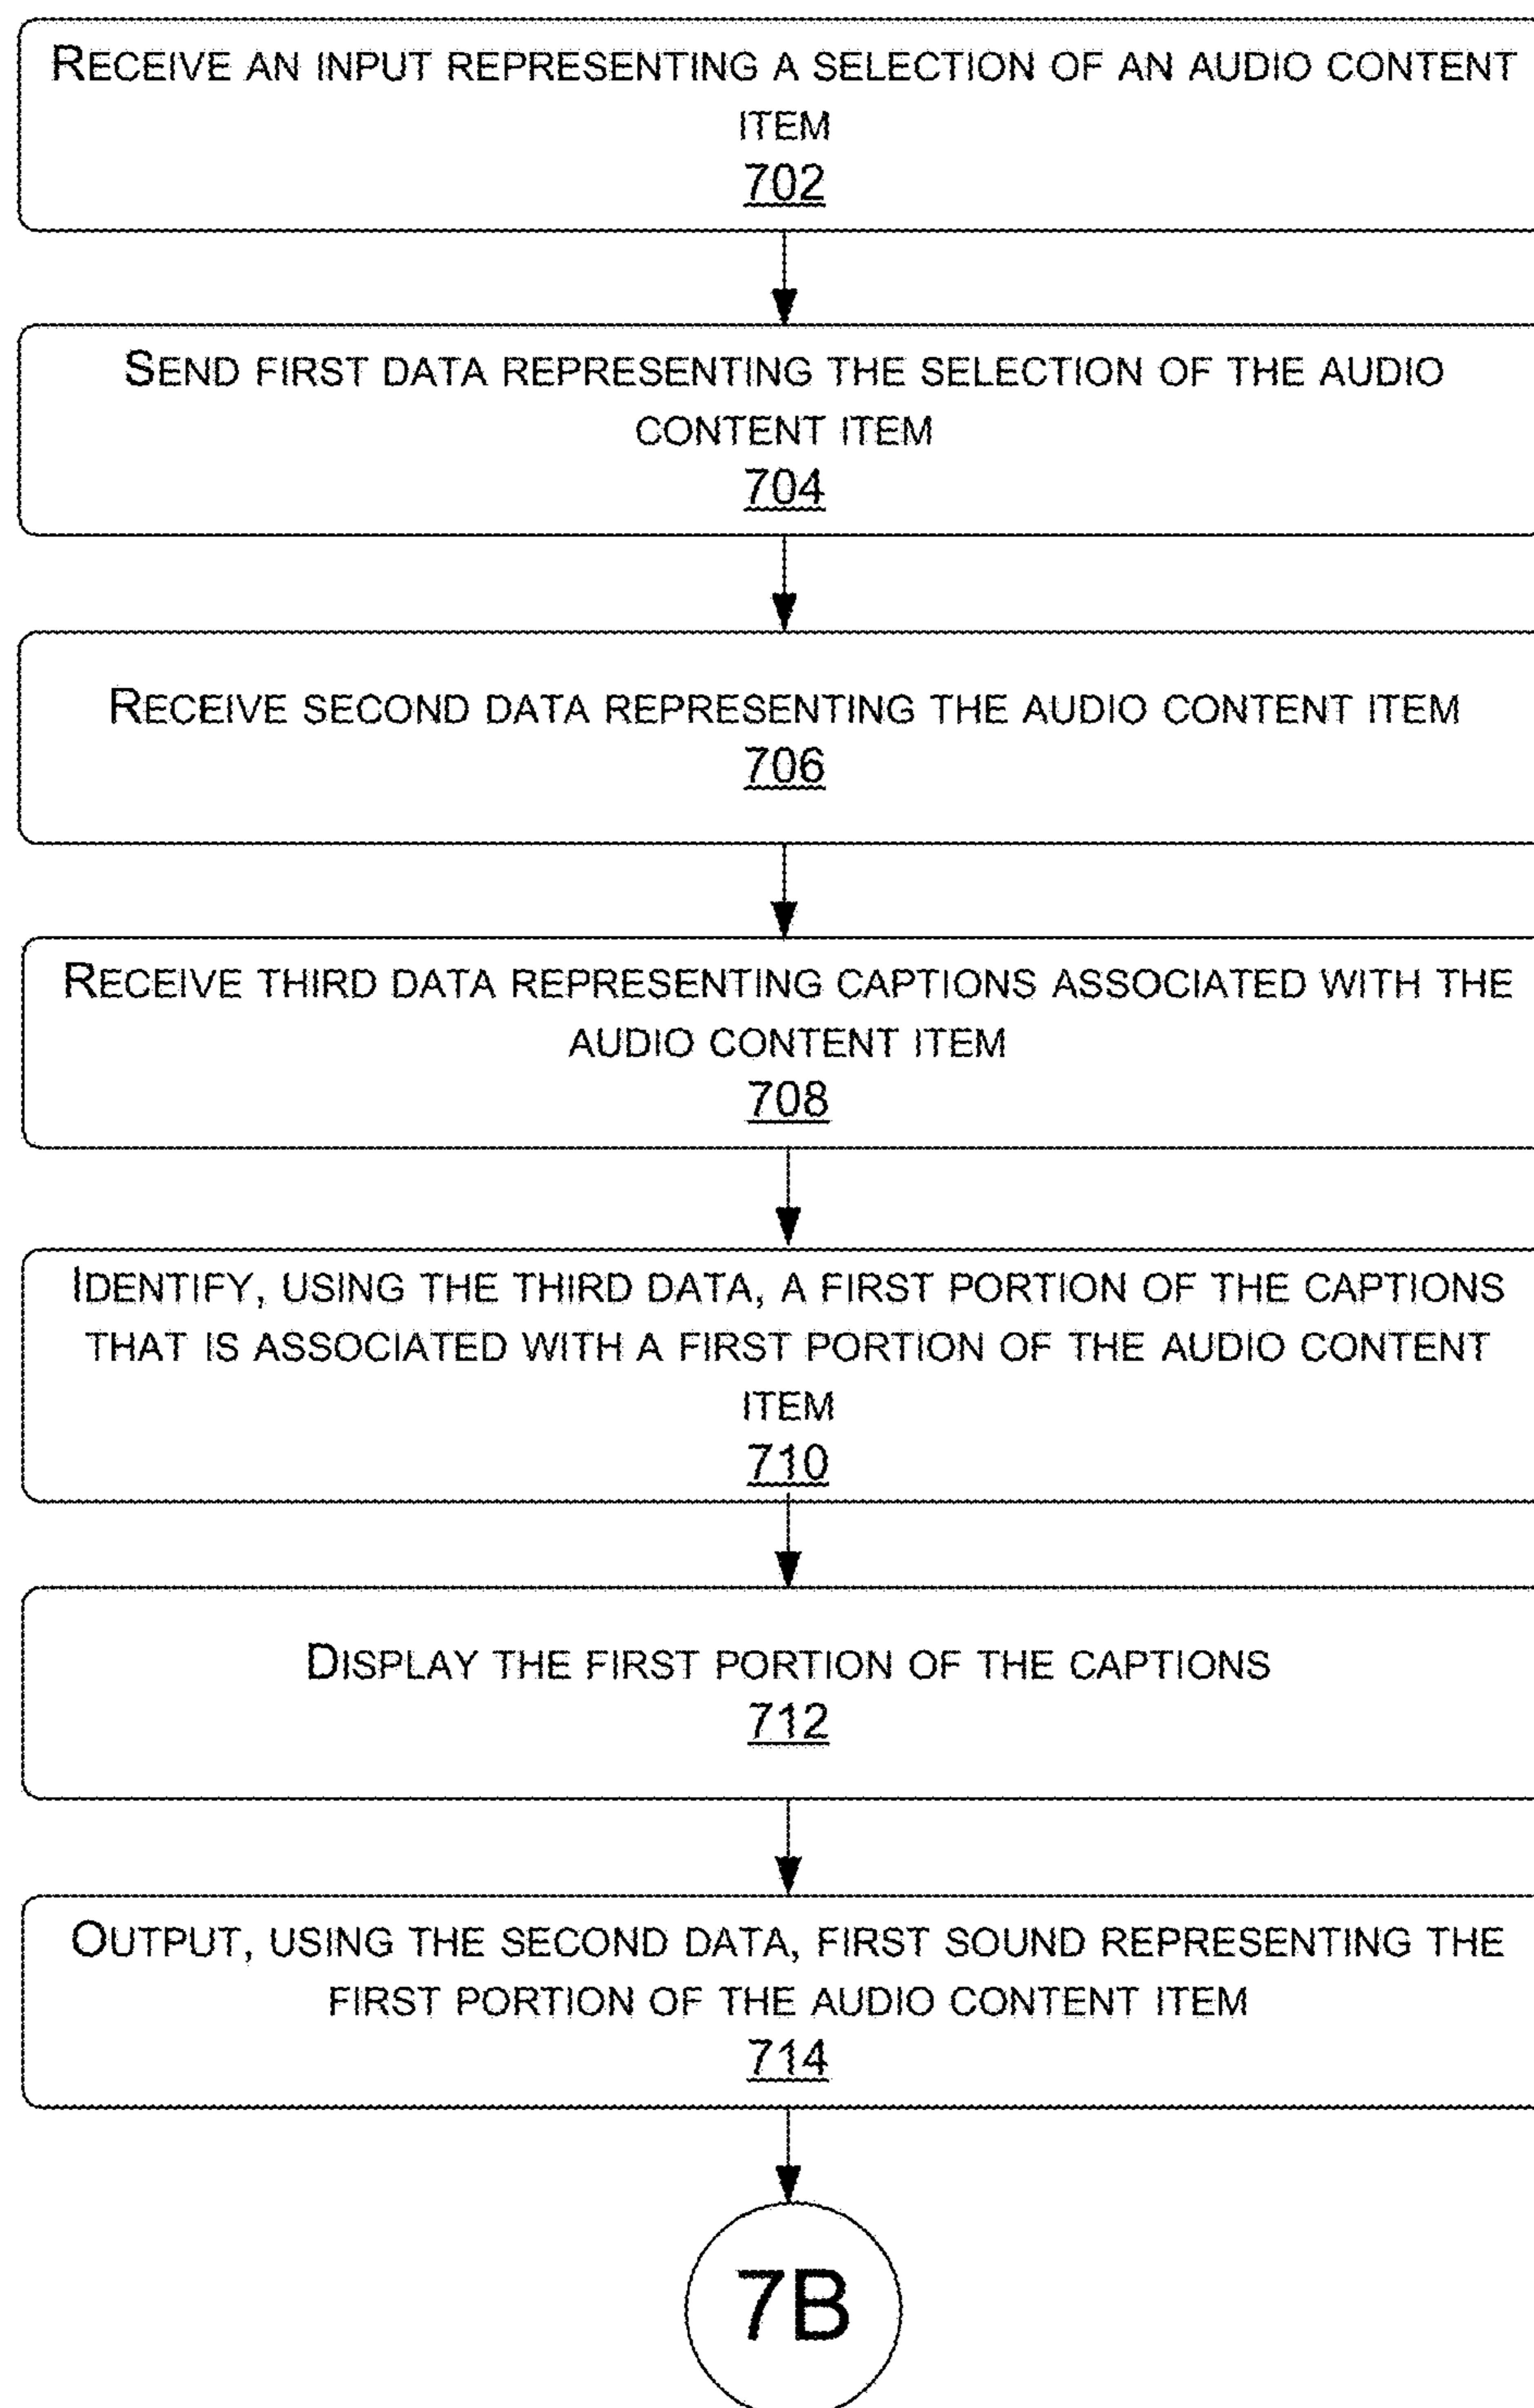 RECEIVE AN INPUT REPRESENTING A SELECTION OF AN AUDIO CONTENT
ITEM
702
SEND FIRST DATA REPRESENTING THE SELECTION OF THE AUDIO
CONTENT ITEM
704
RECEIVE SECOND DATA REPRESENTING THE AUDIO CONTENT ITEM
706
RECEIVE THIRD DATA REPRESENTING CAPTIONS ASSOCIATED WITH THE
AUDIO CONTENT ITEM
708
IDENTIFY, USING THE THIRD DATA, A FIRST PORTION OF THE CAPTIONS
THAT IS ASSOCIATED WITH A FIRST PORTION OF THE AUDIO CONTENT
ITEM
710
DISPLAY THE FIRST PORTION OF THE CAPTIONS
712
OUTPUT, USING THE SECOND DATA, FIRST SOUND REPRESENTING THE
FIRST PORTION OF THE AUDIO CONTENT ITEM
714
7B